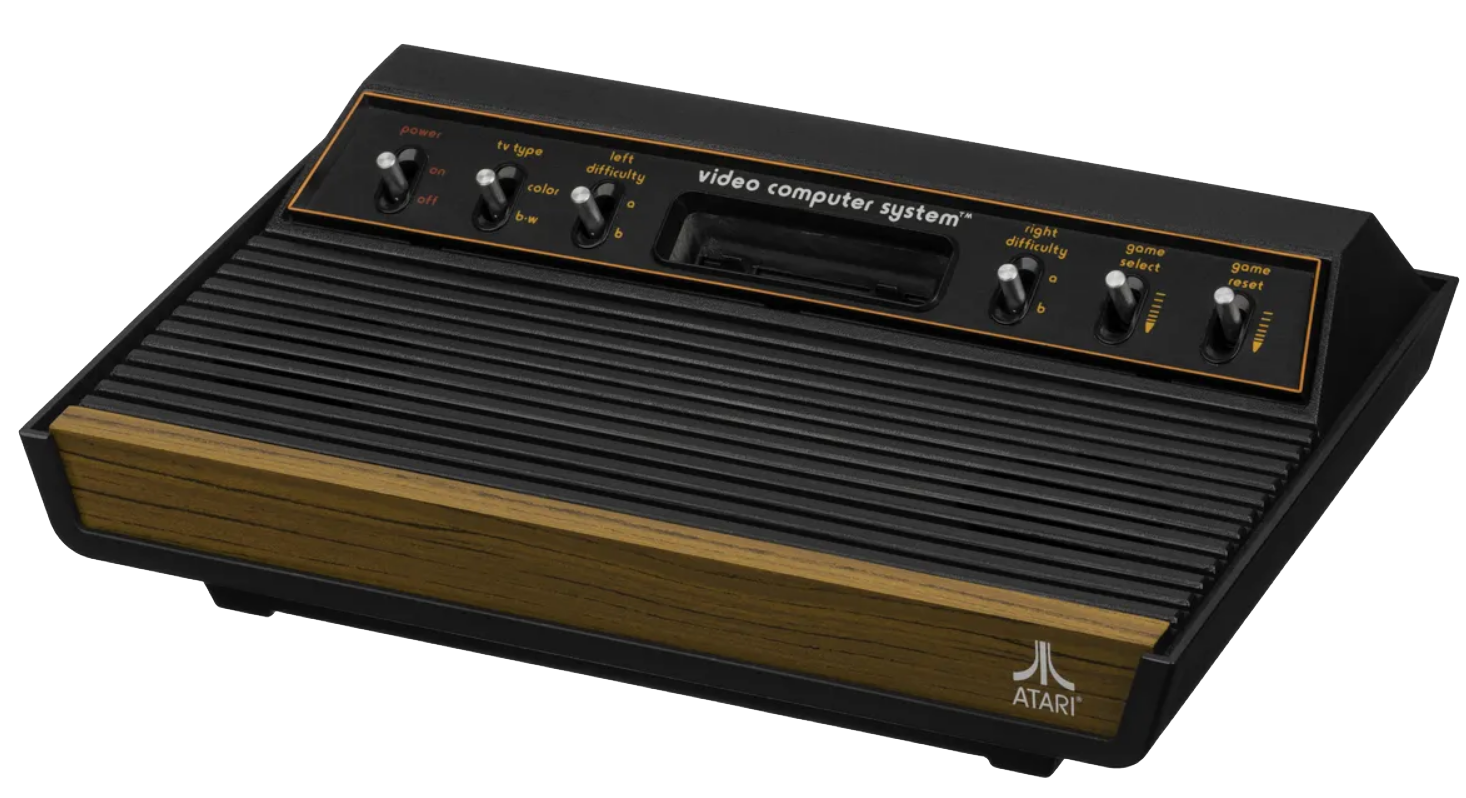 power
on
off
tv type
color
b·w
left
difficulty
a
b
video computer system™
right
difficulty
a
b
game
select
game
reset
ATARI®